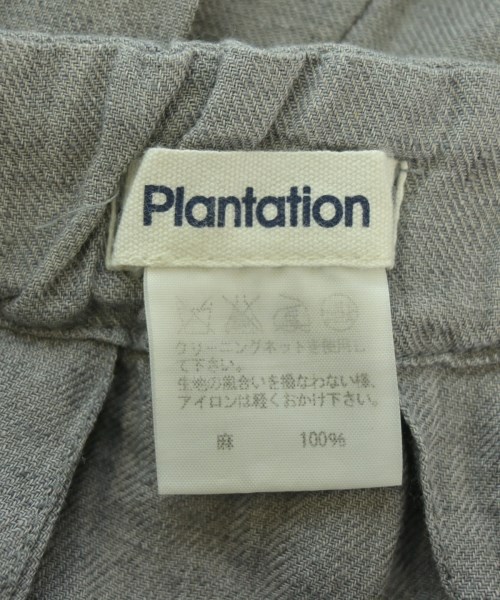 Plantation
クリーニングネットを使用し
て下さい。
生地の風合いを損なわない様、
アイロンは軽くおかけ下さい。
麻 100%